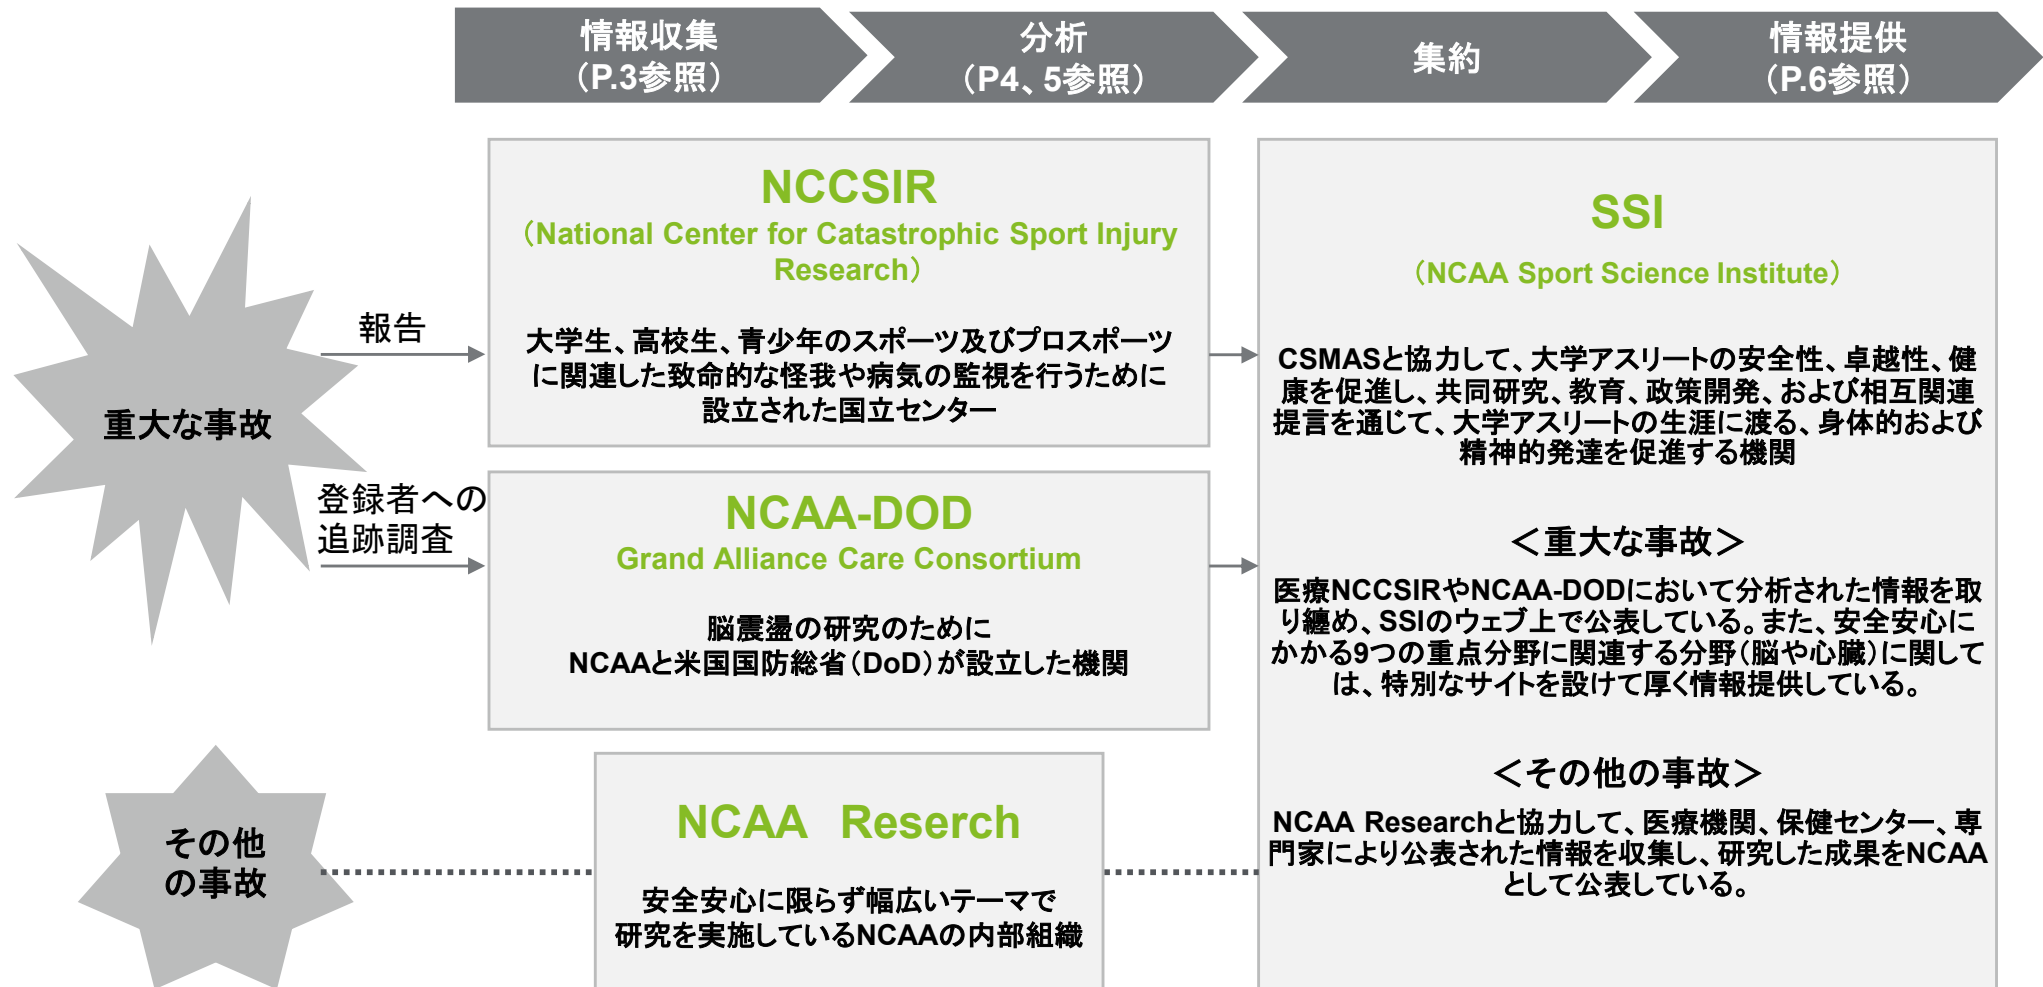 情報収集
（P.3参照）
分析
（P4、5参照）
集約
情報提供
（P.6参照）
重大な事故
報告
登録者への
追跡調査
NCCSIR
（National Center for Catastrophic Sport Injury
Research）
大学生、高校生、青少年のスポーツ及びプロスポーツ
に関連した致命的な怪我や病気の監視を行うために
設立された国立センター
NCAA-DOD
Grand Alliance Care Consortium
脳震盪の研究のために
NCAAと米国国防総省（DoD）が設立した機関
その他
の事故
NCAA　Reserch
安全安心に限らず幅広いテーマで
研究を実施しているNCAAの内部組織
SSI
（NCAA Sport Science Institute）
CSMASと協力して、大学アスリートの安全性、卓越性、健
康を促進し、共同研究、教育、政策開発、および相互関連
提言を通じて、大学アスリートの生涯に渡る、身体的および
精神的発達を促進する機関
＜重大な事故＞
医療NCCSIRやNCAA-DODにおいて分析された情報を取
り纏め、SSIのウェブ上で公表している。また、安全安心に
かかる9つの重点分野に関連する分野（脳や心臓）に関して
は、特別なサイトを設けて厚く情報提供している。
＜その他の事故＞
NCAA Researchと協力して、医療機関、保健センター、専
門家により公表された情報を収集し、研究した成果をNCAA
として公表している。